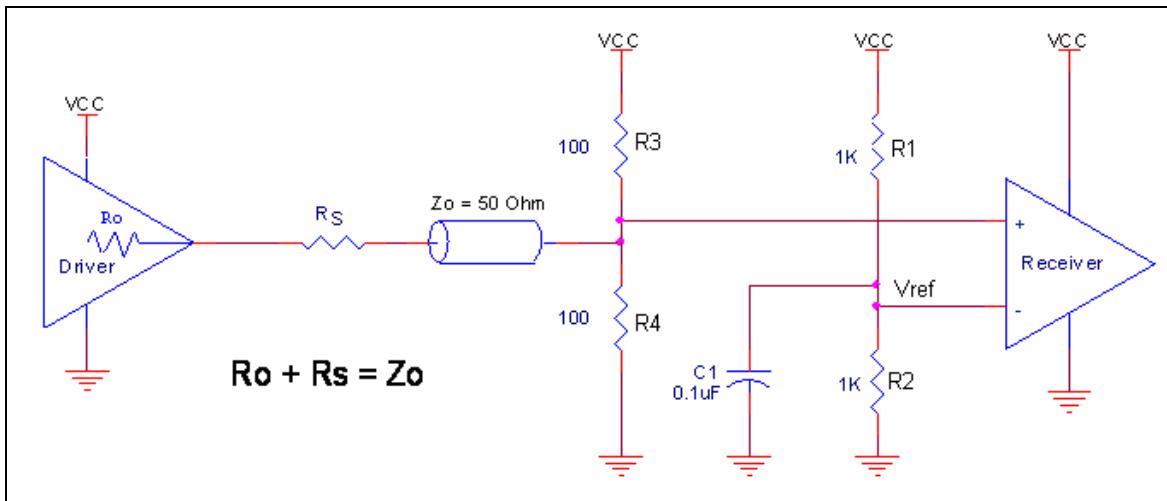 VCC
VCC
VCC
VCC
100
R3
1K
R1
Zo = 50 Ohm
RS
Ro
Driver
+
Receiver
Vref
-
100
R4
Ro + Rs = Zo
C1
0.1uF
1K
R2